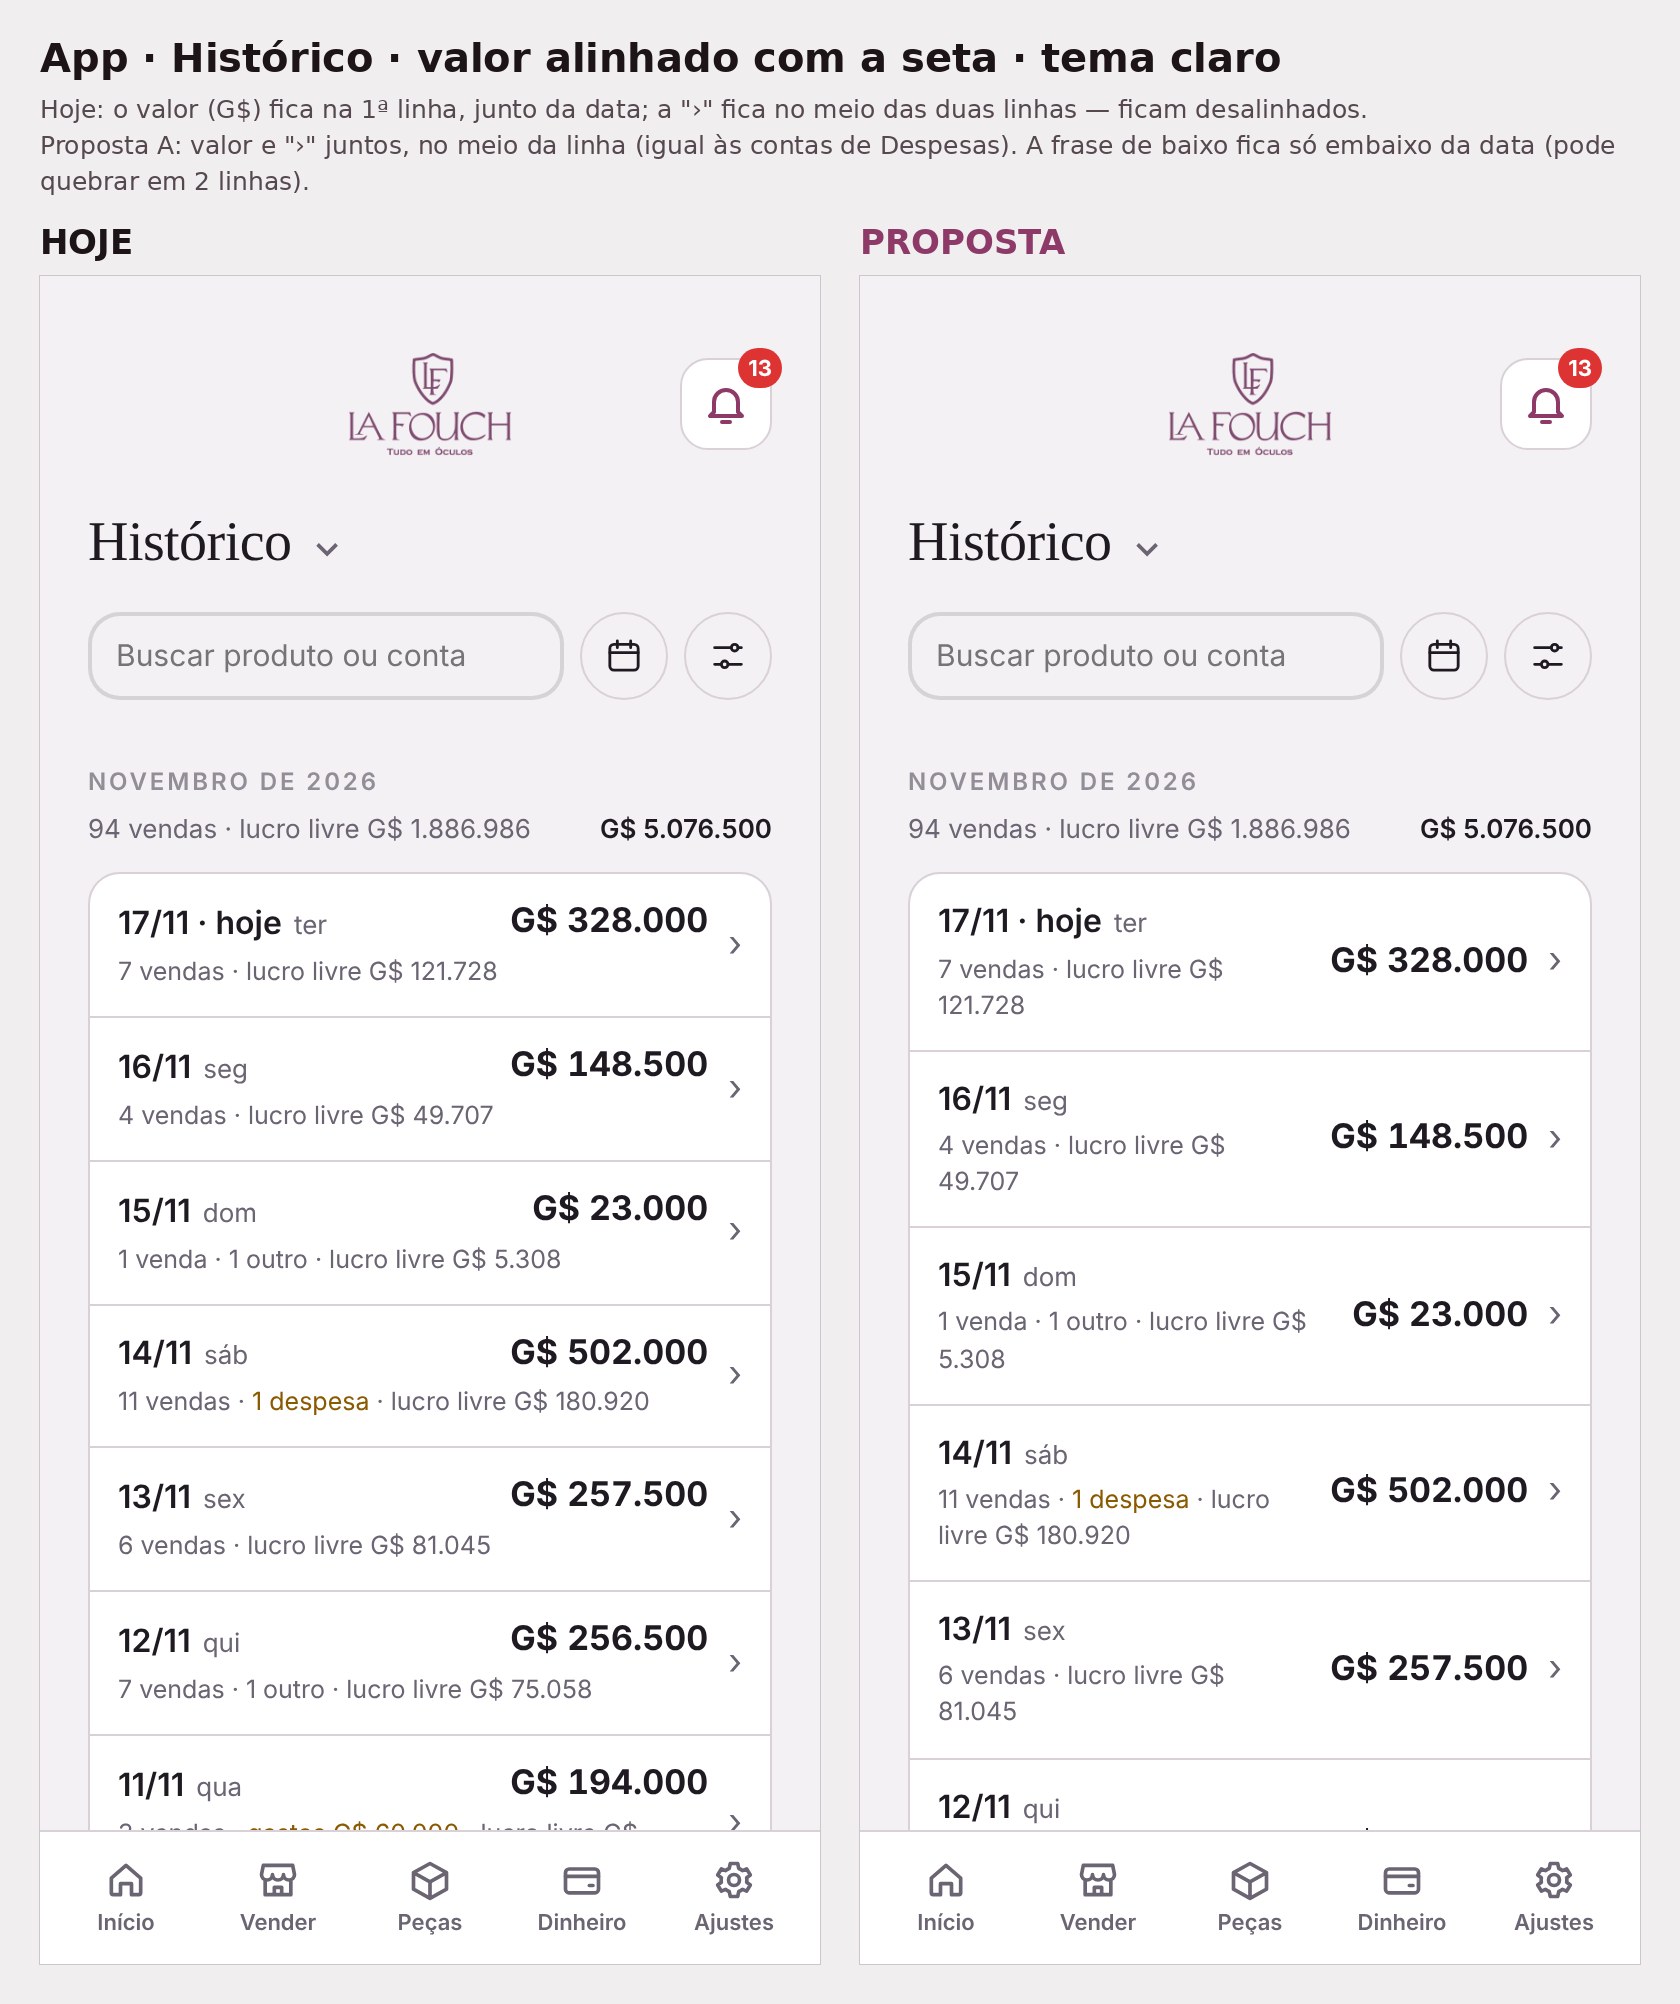 App · Histórico · valor alinhado com a seta · tema claro
Hoje: o valor (G$) fica na 1ª linha, junto da data; a "›" fica no meio das duas linhas — ficam desalinhados.
Proposta A: valor e "›" juntos, no meio da linha (igual às contas de Despesas). A frase de baixo fica só embaixo da data (pode
quebrar em 2 linhas).
HOJE
LF
LA FOUCH
TUDO EM ÓCULOS
13
Histórico
Buscar produto ou conta
NOVEMBRO DE 2026
94 vendas · lucro livre G$ 1.886.986 G$ 5.076.500
17/11 · hoje ter G$ 328.000 ›
7 vendas · lucro livre G$ 121.728
16/11 seg G$ 148.500 ›
4 vendas · lucro livre G$ 49.707
15/11 dom G$ 23.000 ›
1 venda · 1 outro · lucro livre G$ 5.308
14/11 sáb G$ 502.000 ›
11 vendas · 1 despesa · lucro livre G$ 180.920
13/11 sex G$ 257.500 ›
6 vendas · lucro livre G$ 81.045
12/11 qui G$ 256.500 ›
7 vendas · 1 outro · lucro livre G$ 75.058
11/11 qua G$ 194.000 ›
vendas · gastos G$ 60.000 · lucro livre G$
Início Vender Peças Dinheiro Ajustes
PROPOSTA
LF
LA FOUCH
TUDO EM ÓCULOS
13
Histórico
Buscar produto ou conta
NOVEMBRO DE 2026
94 vendas · lucro livre G$ 1.886.986 G$ 5.076.500
17/11 · hoje ter
7 vendas · lucro livre G$
121.728
G$ 328.000 ›
16/11 seg
4 vendas · lucro livre G$
49.707
G$ 148.500 ›
15/11 dom
1 venda · 1 outro · lucro livre G$
5.308
G$ 23.000 ›
14/11 sáb
11 vendas · 1 despesa · lucro
livre G$ 180.920
G$ 502.000 ›
13/11 sex
6 vendas · lucro livre G$
81.045
G$ 257.500 ›
12/11 qui
Início Vender Peças Dinheiro Ajustes